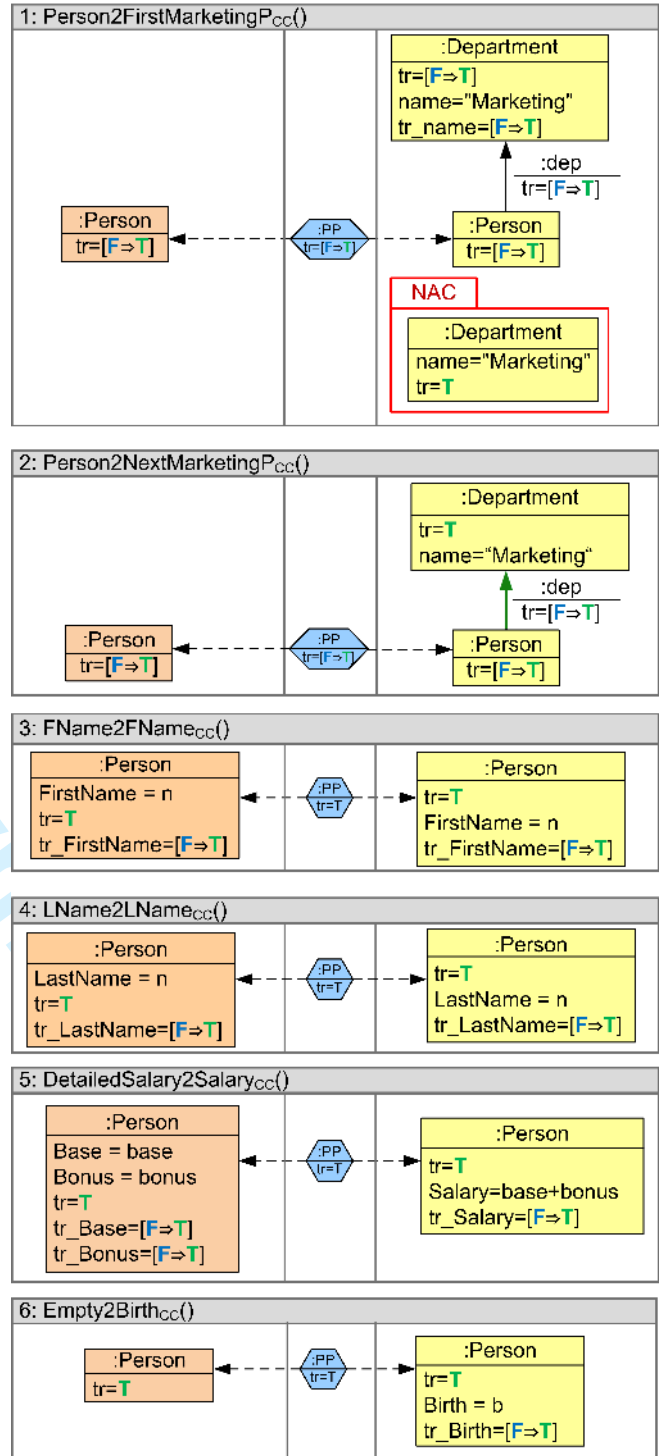 1: Person2FirstMarketingPCC()
:Department
tr=[F⇒T]
name="Marketing"
tr_name=[F⇒T]
:dep
tr=[F⇒T]
:Person
tr=[F⇒T]
:PP
tr=[F⇒T]
:Person
tr=[F⇒T]
NAC
:Department
name="Marketing"
tr=T
2: Person2NextMarketingPCC()
:Department
tr=T
name="Marketing"
:dep
tr=[F⇒T]
:Person
tr=[F⇒T]
:PP
tr=[F⇒T]
:Person
tr=[F⇒T]
3: FName2FNameCC()
:Person
FirstName = n
tr=T
tr_FirstName=[F⇒T]
:PP
tr=T
:Person
tr=T
FirstName = n
tr_FirstName=[F⇒T]
4: LName2LNameCC()
:Person
LastName = n
tr=T
tr_LastName=[F⇒T]
:PP
tr=T
:Person
tr=T
LastName = n
tr_LastName=[F⇒T]
5: DetailedSalary2SalaryCC()
:Person
Base = base
Bonus = bonus
tr=T
tr_Base=[F⇒T]
tr_Bonus=[F⇒T]
:PP
tr=T
:Person
tr=T
Salary=base+bonus
tr_Salary=[F⇒T]
6: Empty2BirthCC()
:Person
tr=T
:PP
tr=T
:Person
tr=T
Birth = b
tr_Birth=[F⇒T]